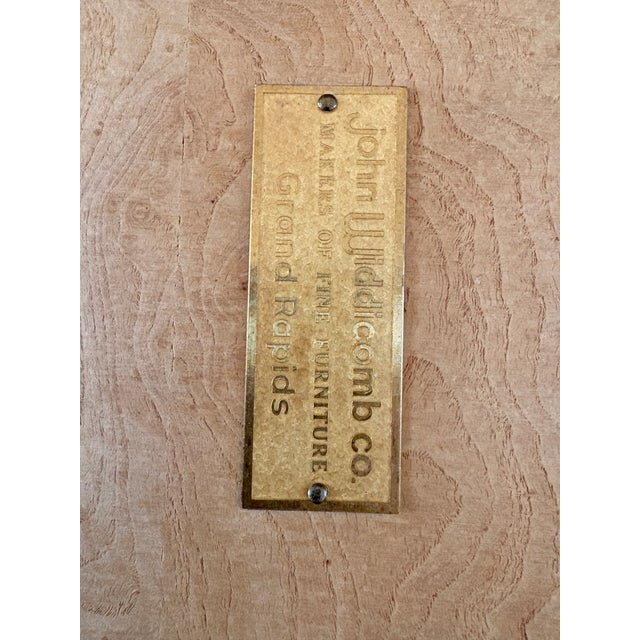 john Widdicomb co.
MAKERS OF FINE FURNITURE
Grand Rapids